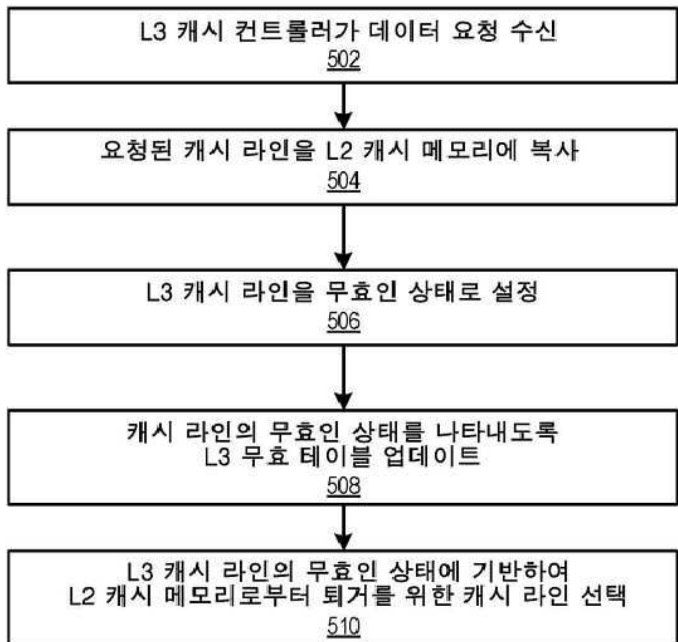 L3 캐시 컨트롤러가 데이터 요청 수신
502
요청된 캐시 라인을 L2 캐시 메모리에 복사
504
L3 캐시 라인을 무효인 상태로 설정
506
캐시 라인의 무효인 상태를 나타내도록
L3 무효 테이블 업데이트
508
L3 캐시 라인의 무효인 상태에 기반하여
L2 캐시 메모리로부터 퇴거를 위한 캐시 라인 선택
510